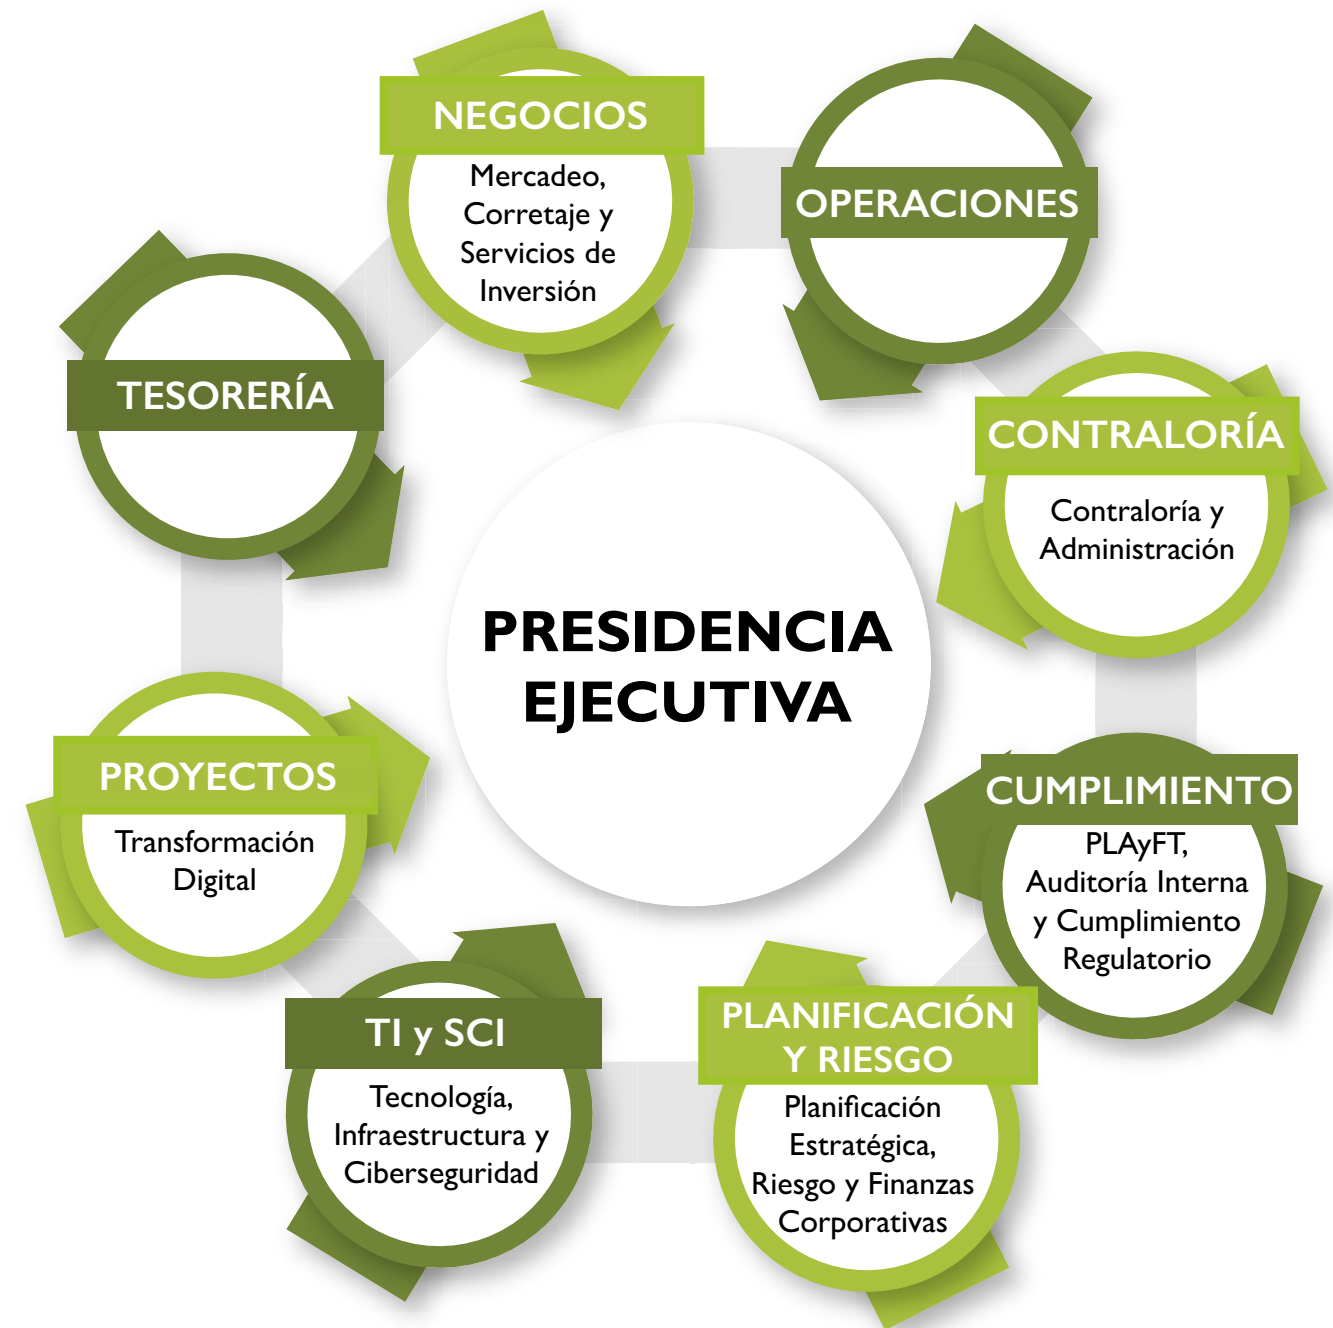 NEGOCIOS
Mercadeo,
Corretaje y
Servicios de
Inversión
OPERACIONES
CONTRALORÍA
Contraloría y
Administración
CUMPLIMIENTO
PLAyFT,
Auditoría Interna
y Cumplimiento
Regulatorio
PLANIFICACIÓN
Y RIESGO
Planificación
Estratégica,
Riesgo y Finanzas
Corporativas
TI y SCI
Tecnología,
Infraestructura y
Ciberseguridad
PROYECTOS
Transformación
Digital
TESORERÍA
PRESIDENCIA
EJECUTIVA